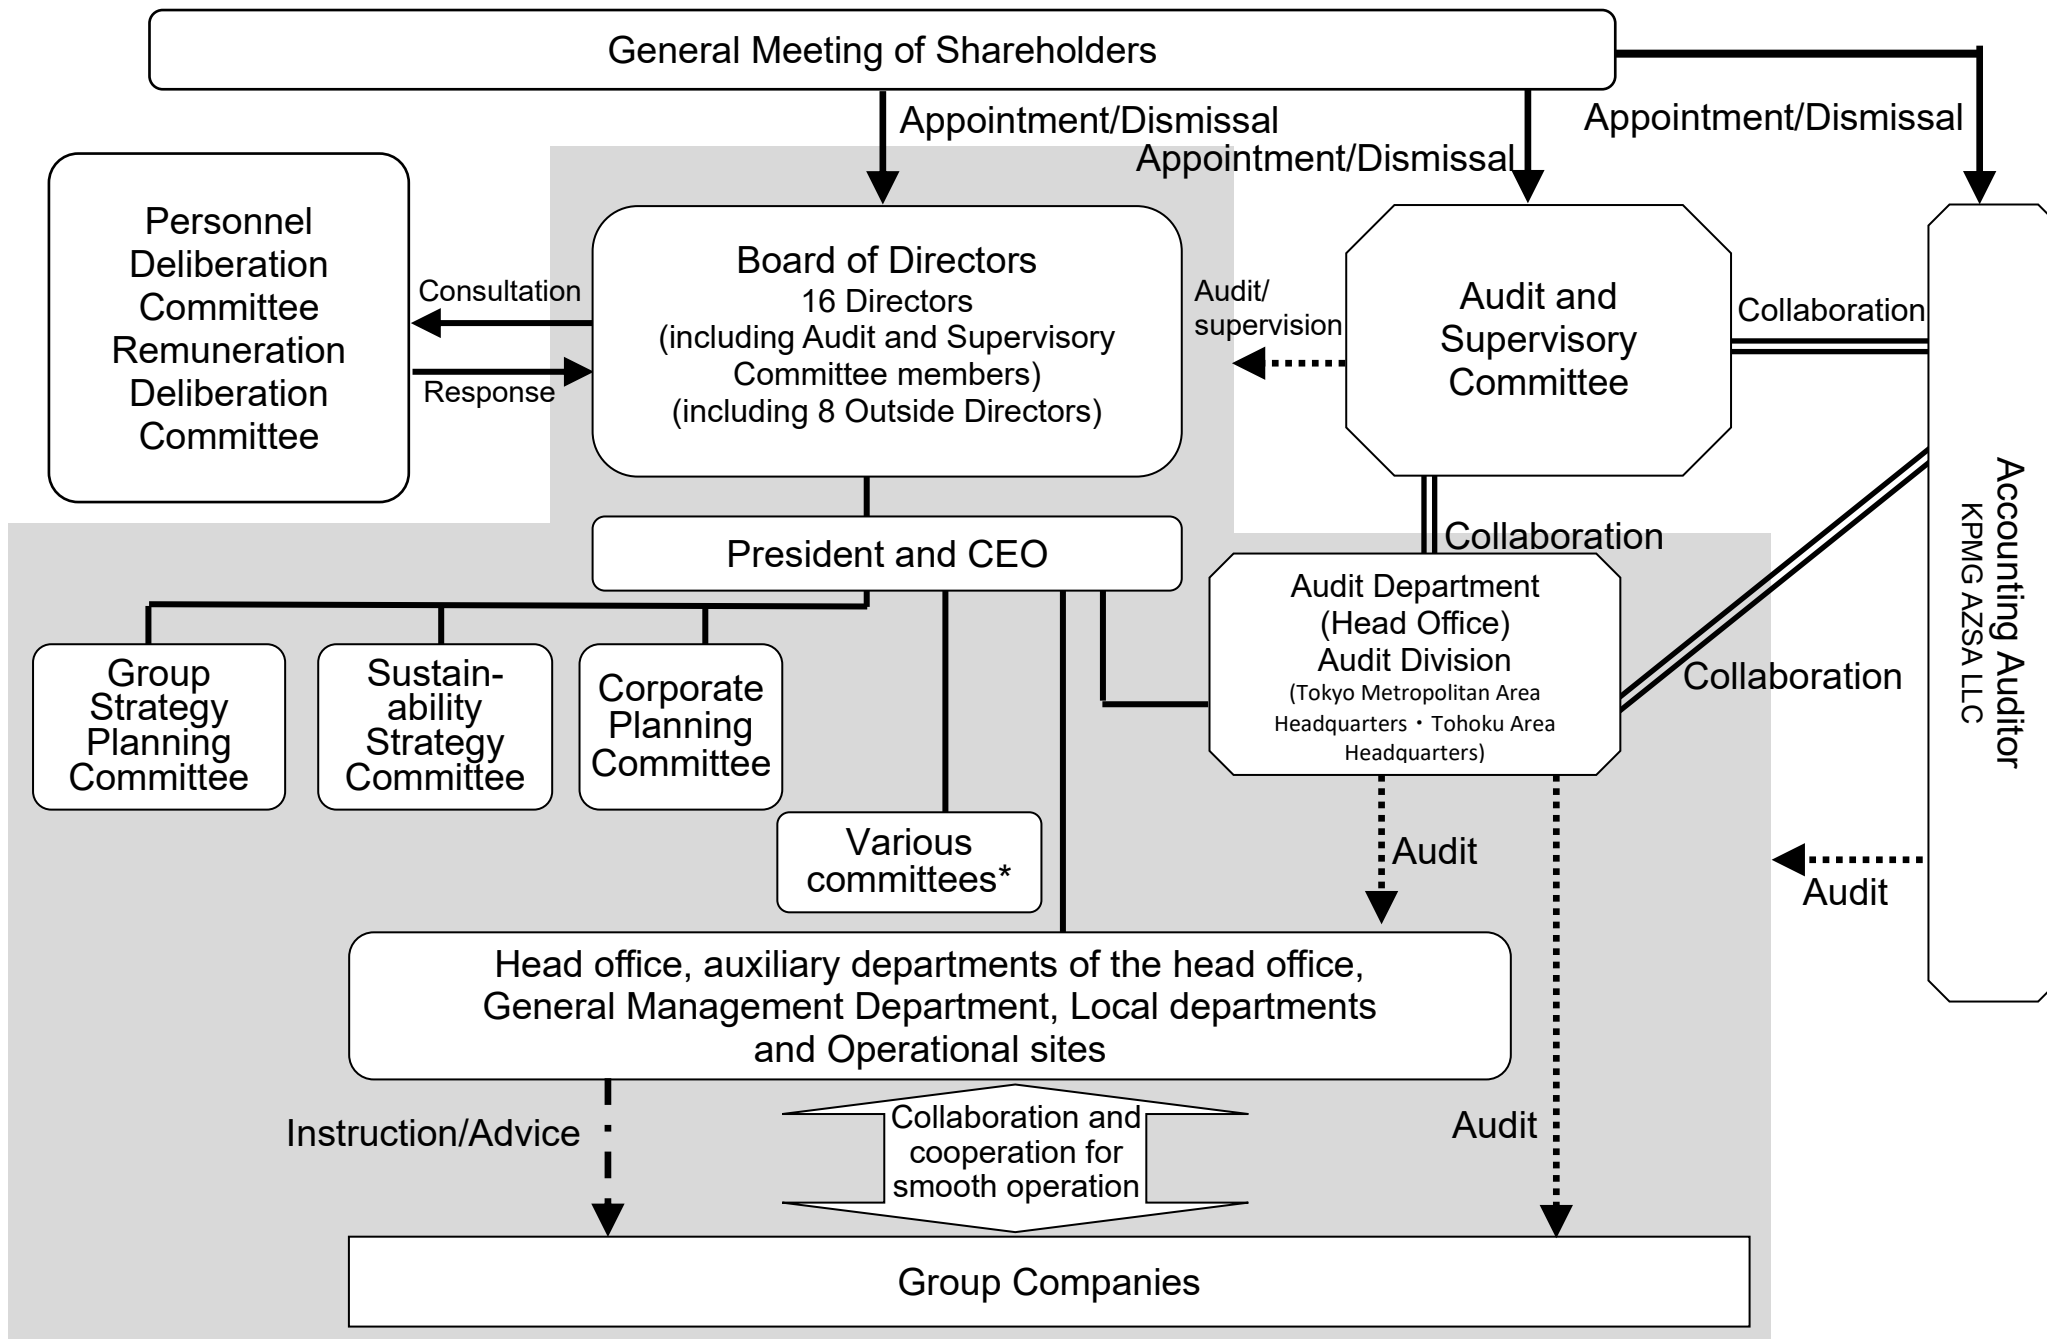 General Meeting of Shareholders
Appointment/Dismissal
Appointment/Dismissal
Appointment/Dismissal
Personnel
Deliberation
Committee
Remuneration
Deliberation
Committee
Consultation
Response
Board of Directors
16 Directors
(including Audit and Supervisory
Committee members)
(including 8 Outside Directors)
Audit/
supervision
Audit and
Supervisory
Committee
Collaboration
Accounting Auditor
KPMG AZSA LLC
President and CEO
Collaboration
Audit Department
(Head Office)
Audit Division
(Tokyo Metropolitan Area
Headquarters・Tohoku Area
Headquarters)
Collaboration
Group
Strategy
Planning
Committee
Sustain-
ability
Strategy
Committee
Corporate
Planning
Committee
Various
committees*
Audit
Audit
Head office, auxiliary departments of the head office,
General Management Department, Local departments
and Operational sites
Instruction/Advice
Collaboration and
cooperation for
smooth operation
Audit
Group Companies